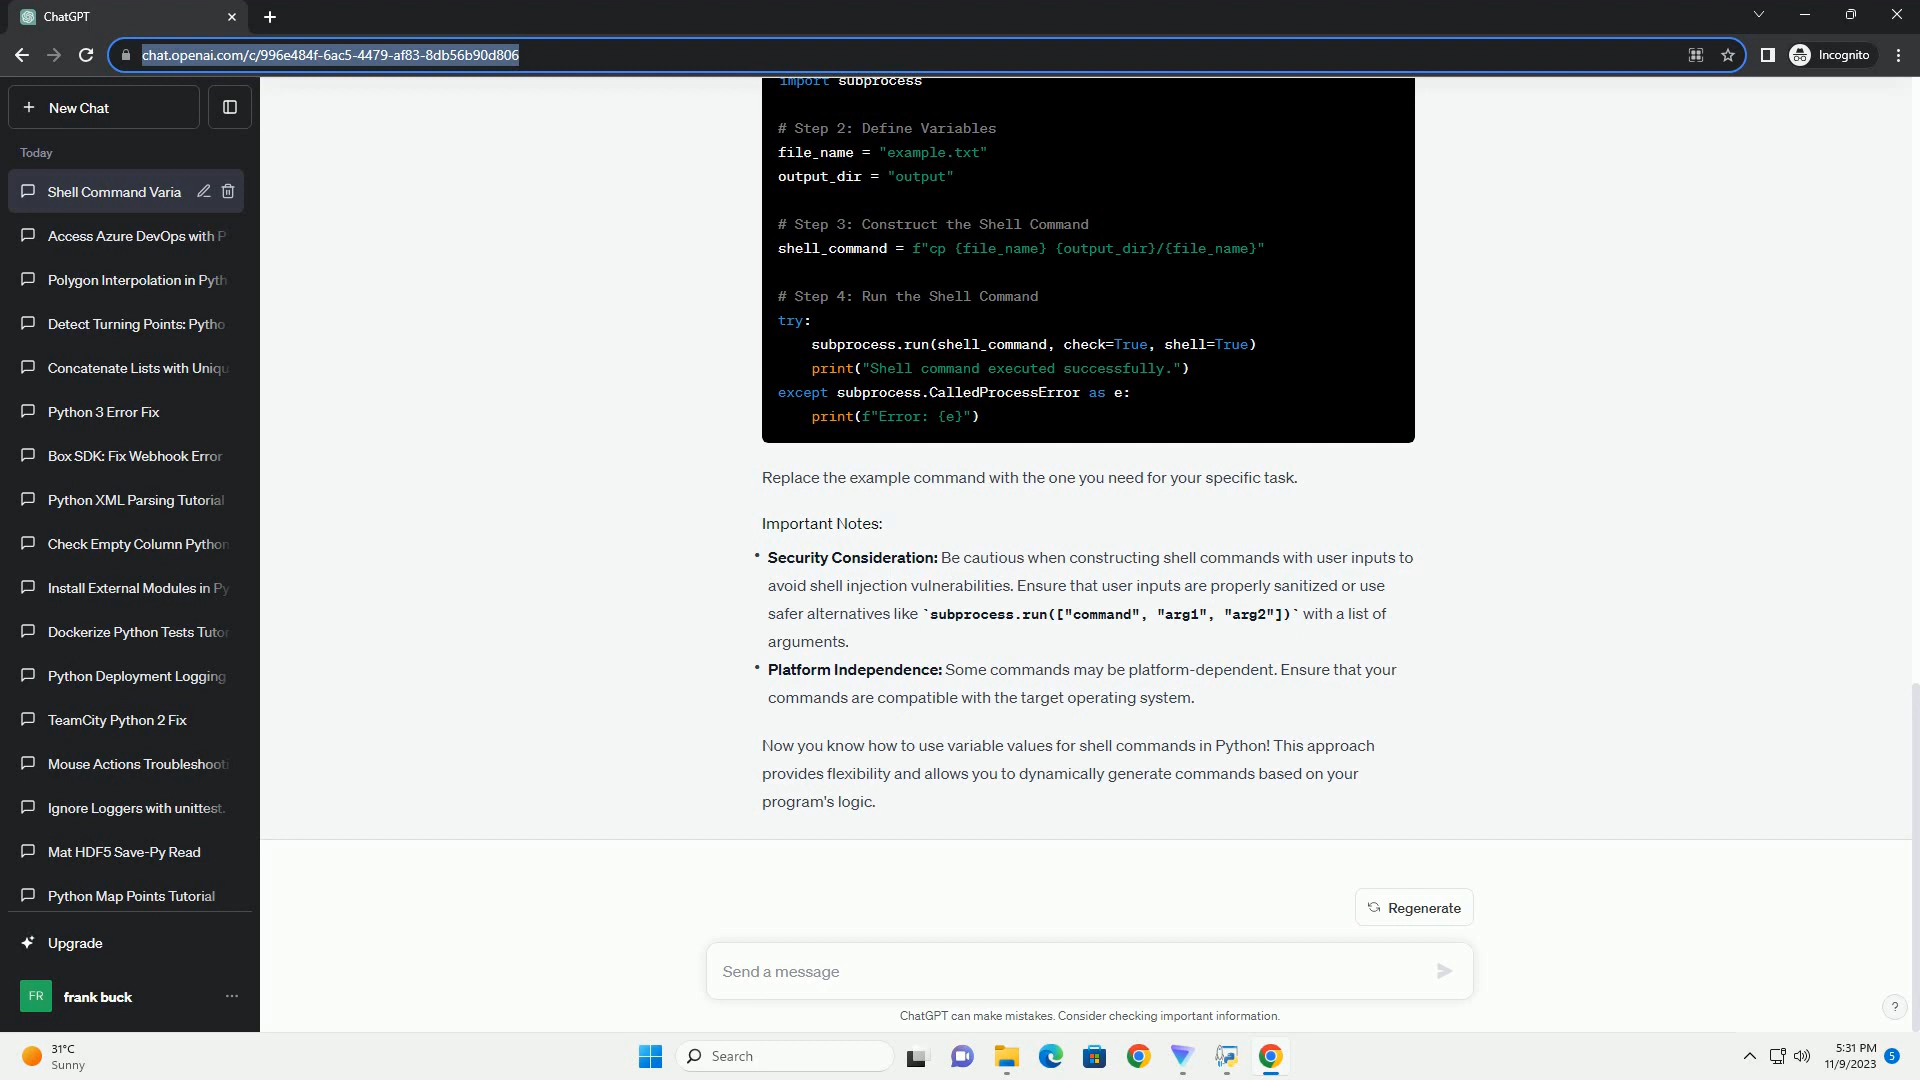 ChatGPT
chat.openai.com/c/996e484f-6ac5-4479-af83-8db56b90d806
Incognito
New Chat
Today
Shell Command Varia
Access Azure DevOps with P
Polygon Interpolation in Pyth
Detect Turning Points: Pytho
Concatenate Lists with Uniqu
Python 3 Error Fix
Box SDK: Fix Webhook Error
Python XML Parsing Tutorial
Check Empty Column Python
Install External Modules in Py
Dockerize Python Tests Tutor
Python Deployment Logging
TeamCity Python 2 Fix
Mouse Actions Troubleshooti
Ignore Loggers with unittest.
Mat HDF5 Save-Py Read
Python Map Points Tutorial
Upgrade
FR
frank buck
import subprocess
# Step 2: Define Variables
file_name = "example.txt"
output_dir = "output"
# Step 3: Construct the Shell Command
shell_command = f"cp {file_name} {output_dir}/{file_name}"
# Step 4: Run the Shell Command
try:
subprocess.run(shell_command, check=True, shell=True)
print("Shell command executed successfully.")
except subprocess.CalledProcessError as e:
print(f"Error: {e}")
Replace the example command with the one you need for your specific task.
Important Notes:
• Security Consideration: Be cautious when constructing shell commands with user inputs to
avoid shell injection vulnerabilities. Ensure that user inputs are properly sanitized or use
safer alternatives like `subprocess.run(["command", "arg1", "arg2"])` with a list of
arguments.
• Platform Independence: Some commands may be platform-dependent. Ensure that your
commands are compatible with the target operating system.
Now you know how to use variable values for shell commands in Python! This approach
provides flexibility and allows you to dynamically generate commands based on your
program's logic.
Regenerate
Send a message
ChatGPT can make mistakes. Consider checking important information.
?
31°C
Sunny
Search
5:31 PM
11/9/2023
5